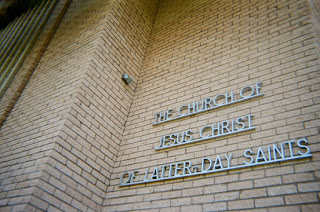 THE CHURCH OF
JESUS CHRIST
OF LATTER-DAY SAINTS